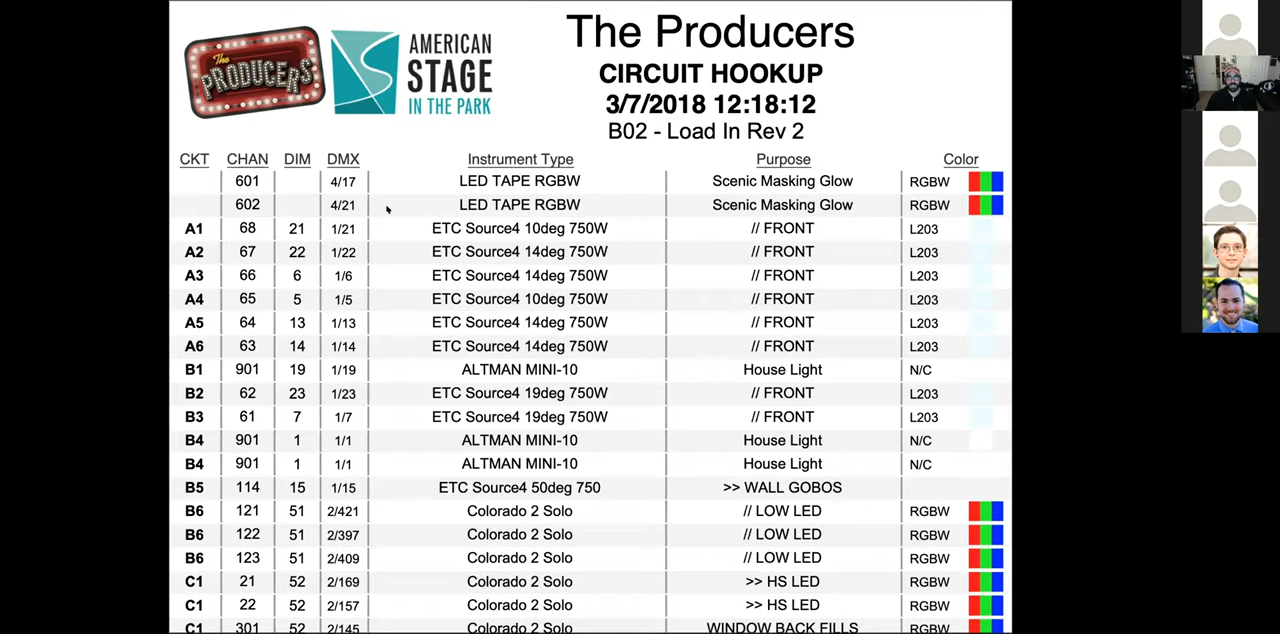 The Producers
The
PRODUCERS
AMERICAN
STAGE
IN THE PARK
CIRCUIT HOOKUP
3/7/2018 12:18:12
B02 - Load In Rev 2
CKT CHAN DIM DMX Instrument Type Purpose Color
601 4/17 LED TAPE RGBW Scenic Masking Glow RGBW
602 4/21 LED TAPE RGBW Scenic Masking Glow RGBW
A1 68 21 1/21 ETC Source4 10deg 750W // FRONT L203
A2 67 22 1/22 ETC Source4 14deg 750W // FRONT L203
A3 66 6 1/6 ETC Source4 14deg 750W // FRONT L203
A4 65 5 1/5 ETC Source4 10deg 750W // FRONT L203
A5 64 13 1/13 ETC Source4 14deg 750W // FRONT L203
A6 63 14 1/14 ETC Source4 14deg 750W // FRONT L203
B1 901 19 1/19 ALTMAN MINI-10 House Light N/C
B2 62 23 1/23 ETC Source4 19deg 750W // FRONT L203
B3 61 7 1/7 ETC Source4 19deg 750W // FRONT L203
B4 901 1 1/1 ALTMAN MINI-10 House Light N/C
B4 901 1 1/1 ALTMAN MINI-10 House Light N/C
B5 114 15 1/15 ETC Source4 50deg 750 >> WALL GOBOS
B6 121 51 2/421 Colorado 2 Solo // LOW LED RGBW
B6 122 51 2/397 Colorado 2 Solo // LOW LED RGBW
B6 123 51 2/409 Colorado 2 Solo // LOW LED RGBW
C1 21 52 2/169 Colorado 2 Solo >> HS LED RGBW
C1 22 52 2/157 Colorado 2 Solo >> HS LED RGBW
C1 301 52 2/145 Colorado 2 Solo WINDOW BACK FILLS RGBW